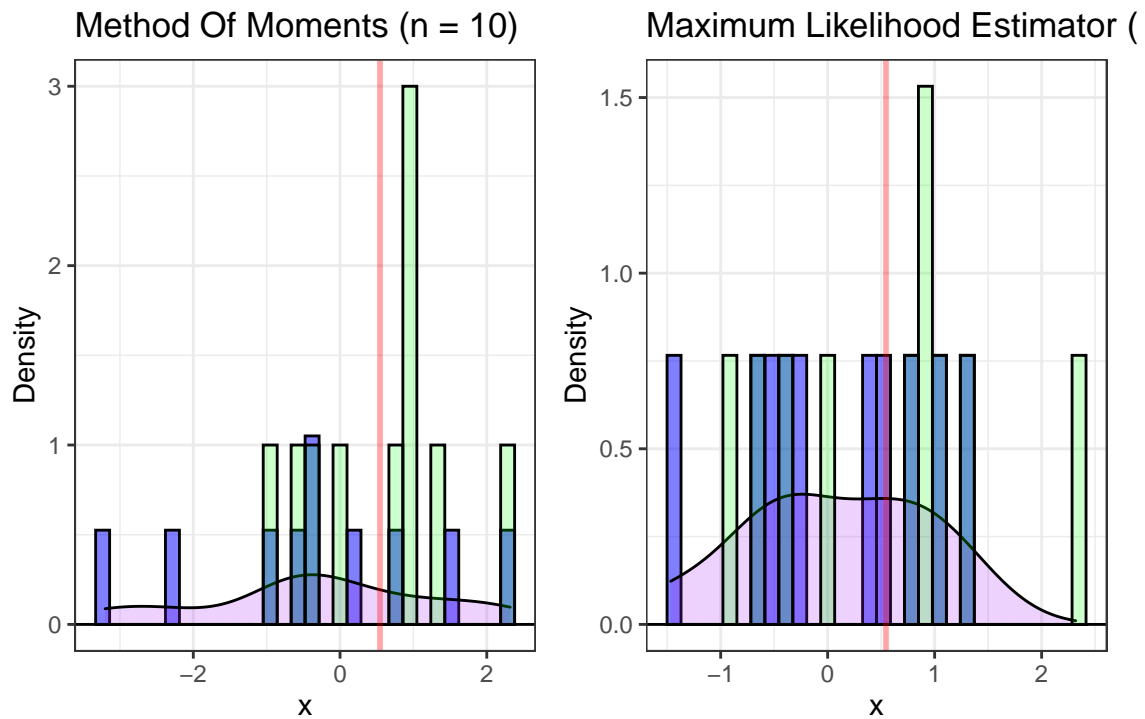 Method Of Moments (n = 10)
Maximum Likelihood Estimator (
Density
3
2
1
0
−2
0
2
x
Density
1.5
1.0
0.5
0.0
−1
0
1
2
x